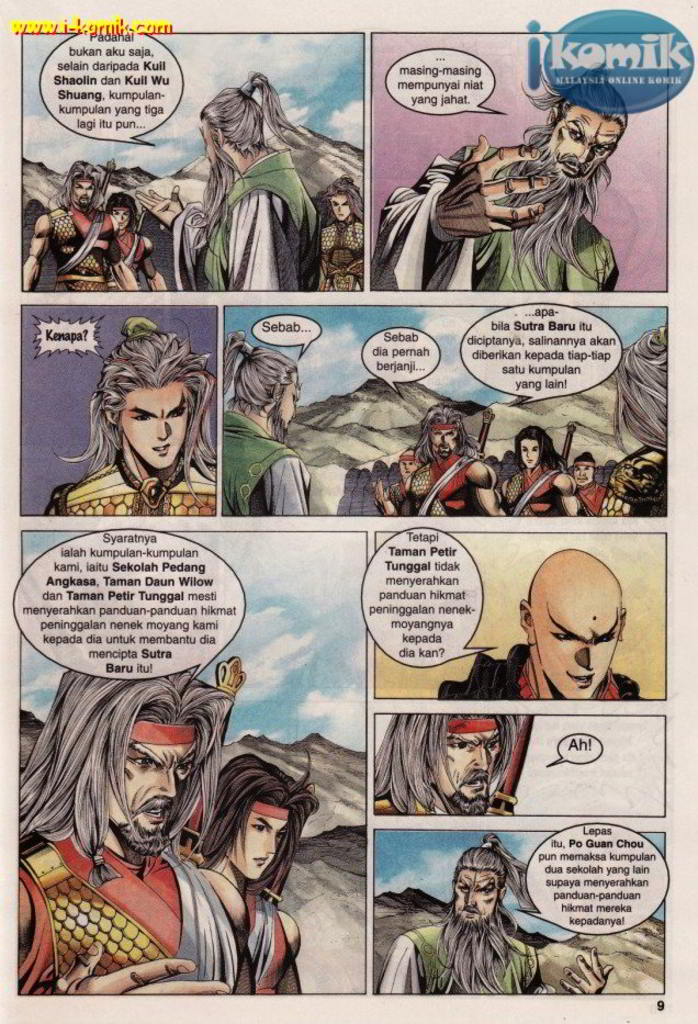 www.i-komik.com
ikomik
MALAYSIA ONLINE KOMIK
Padahal
bukan aku saja,
selain daripada Kuil
Shaolin dan Kuil Wu
Shuang, kumpulan-
kumpulan yang tiga
lagi itu pun...
...
masing-masing
mempunyai niat
yang jahat.
Kenapa?
Sebab...
Sebab
dia pernah
berjanji...
...apa-
bila Sutra Baru itu
diciptanya, salinannya akan
diberikan kepada tiap-tiap
satu kumpulan
yang lain!
Syaratnya
ialah kumpulan-kumpulan
kami, iaitu Sekolah Pedang
Angkasa, Taman Daun Wilow
dan Taman Petir Tunggal mesti
menyerahkan panduan-panduan hikmat
peninggalan nenek moyang kami
kepada dia untuk membantu dia
mencipta Sutra
Baru itu!
Tetapi
Taman Petir
Tunggal tidak
menyerahkan
panduan hikmat
peninggalan nenek-
moyangnya
kepada
dia kan?
Ah!
Lepas
itu, Po Guan Chou
pun memaksa kumpulan
dua sekolah yang lain
supaya menyerahkan
panduan-panduan
hikmat mereka
kepadanya!
9